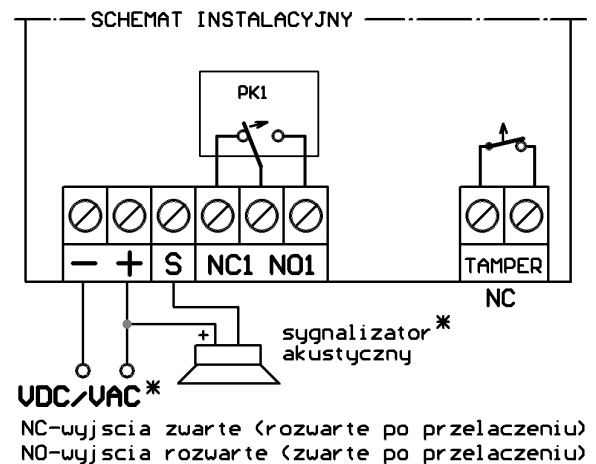 SCHEMAT INSTALACYJNY
PK1
- + S NC1 NO1
TAMPER
NC
+
sygnalizator*
akustyczny
VDC/VAC*
NC-wyjscia zwarte (rozwarte po przelaczeniu)
NO-wyjscia rozwarte (zwarte po przelaczeniu)